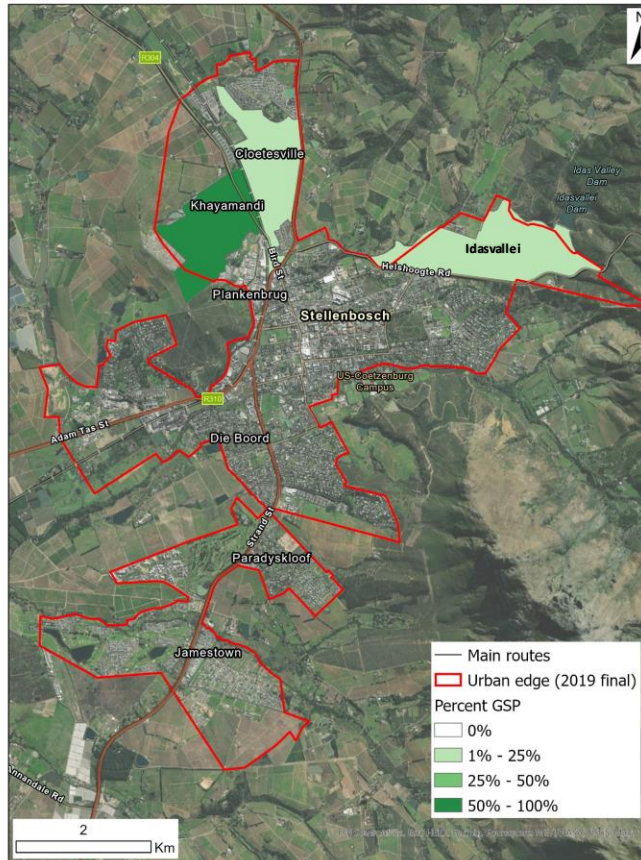 N
R304
Cloetesville
Idas Valley
Dam
Idasvallei
Dam
Khayamandi
Idasvallei
Bird St
Helshoogte Rd
Plankenbrug
Stellenbosch
US-Coetzenburg
Campus
R310
Adam Tas St
Die Boord
Strand St
Paradyskloof
Jamestown
Annandale Rd
Main routes
Urban edge (2019 final)
Percent GSP
0%
1% - 25%
25% - 50%
50% - 100%
2
Km